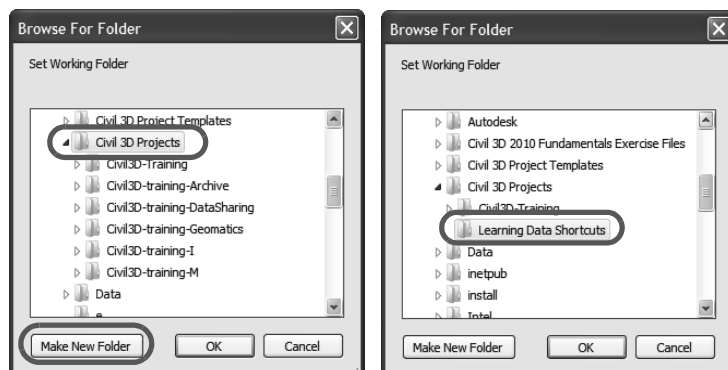 Browse For Folder
Set Working Folder
Civil 3D Project Templates
Civil 3D Projects
Civil3D-Training
Civil3D-training-Archive
Civil3D-training-DataSharing
Civil3D-training-Geomatics
Civil3D-training-I
Civil3D-training-M
Data
e
Make New Folder OK Cancel
Browse For Folder
Set Working Folder
Autodesk
Civil 3D 2010 Fundamentals Exercise Files
Civil 3D Project Templates
Civil 3D Projects
Civil3D-Training
Learning Data Shortcuts
Data
inetpub
install
Intel
Make New Folder OK Cancel